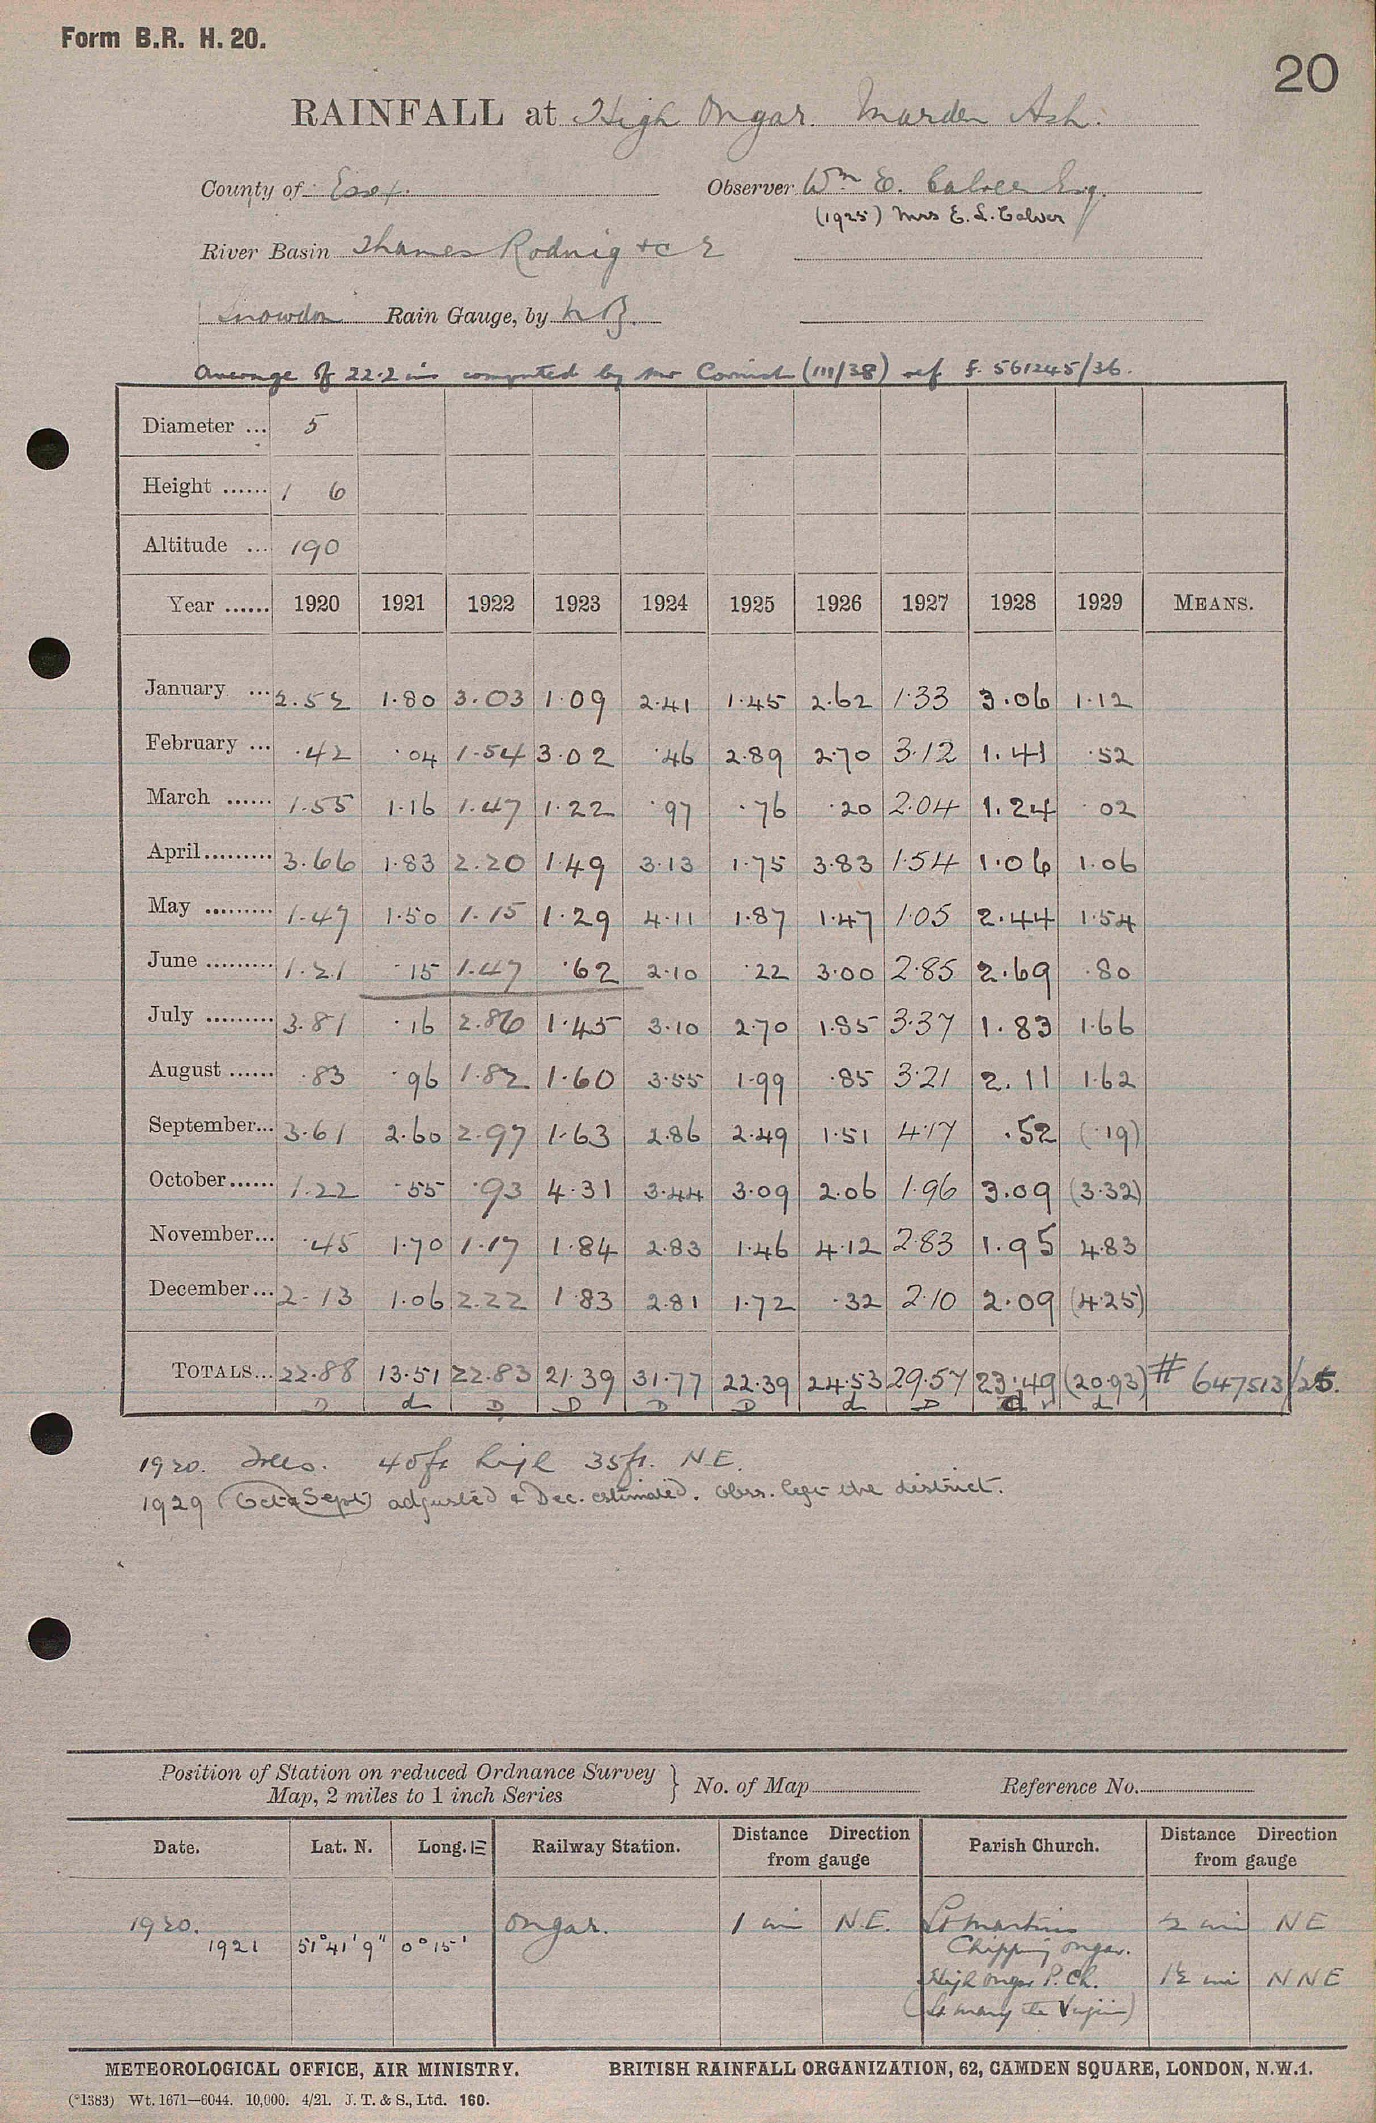 Form B.R. H. 20.
20
RAINFALL at High Ongar. Marden Ash.
County of Essex. Observer Wm E. Calver Esq.
(1925) Mrs E. L. Calver
River Basin Thames Roding &c E
Snowdon Rain Gauge, by N B.
Average of 22.2 ins computed by Mr Cornish (III/38) ref F. 561245/36.
Diameter ... 5
Height ...... 1 6
Altitude ... 190
Year ...... 1920 1921 1922 1923 1924 1925 1926 1927 1928 1929 MEANS.
January ... 2.52 1.80 3.03 1.09 2.41 1.45 2.62 1.33 3.06 1.12
February ... .42 .04 1.54 3.02 .46 2.89 2.70 3.12 1.41 .52
March ...... 1.55 1.16 1.47 1.22 .97 .76 .20 2.04 1.24 .02
April......... 3.66 1.83 2.20 1.49 3.13 1.75 3.83 1.54 1.06 1.06
May ......... 1.47 1.50 1.15 1.29 4.11 1.87 1.47 1.05 2.44 1.54
June ......... 1.21 .15 1.47 .62 2.10 .22 3.00 2.85 2.69 .80
July ......... 3.81 .16 2.86 1.45 3.10 2.70 1.85 3.37 1.83 1.66
August ...... .83 .96 1.82 1.60 3.55 1.99 .85 3.21 2.11 1.62
September... 3.61 2.60 2.97 1.63 2.86 2.49 1.51 4.17 .52 (.19)
October...... 1.22 .55 .93 4.31 3.44 3.09 2.06 1.96 3.09 (3.32)
November... .45 1.70 1.17 1.84 2.83 1.46 4.12 2.83 1.95 4.83
December... 2.13 1.06 2.22 1.83 2.81 1.72 .32 2.10 2.09 (4.25)
TOTALS... 22.88 13.51 22.83 21.39 31.77 22.39 24.53 29.57 23.49 (20.93) # 647513/25.
D d D D D D d D d d
1920. Trees. 40ft high 35ft. N.E.
1929 (Oct & Sept) adjusted & Dec. estimated. Obsr. left the district.
Position of Station on reduced Ordnance Survey
Map, 2 miles to 1 inch Series } No. of Map Reference No.
Date. Lat. N. Long. E Railway Station. Distance Direction from gauge Parish Church. Distance Direction from gauge
1920. Ongar. 1 mi N.E. St Martins ½ mi NE
1921 51°41'9" 0°15' Chipping Ongar.
High Ongar P. Ch. 1½ mi NNE
(St Mary the Virgin)
METEOROLOGICAL OFFICE, AIR MINISTRY. BRITISH RAINFALL ORGANIZATION, 62, CAMDEN SQUARE, LONDON, N.W.1.
(*1383) Wt. 1671—6044. 10,000. 4/21. J. T. & S., Ltd. 160.